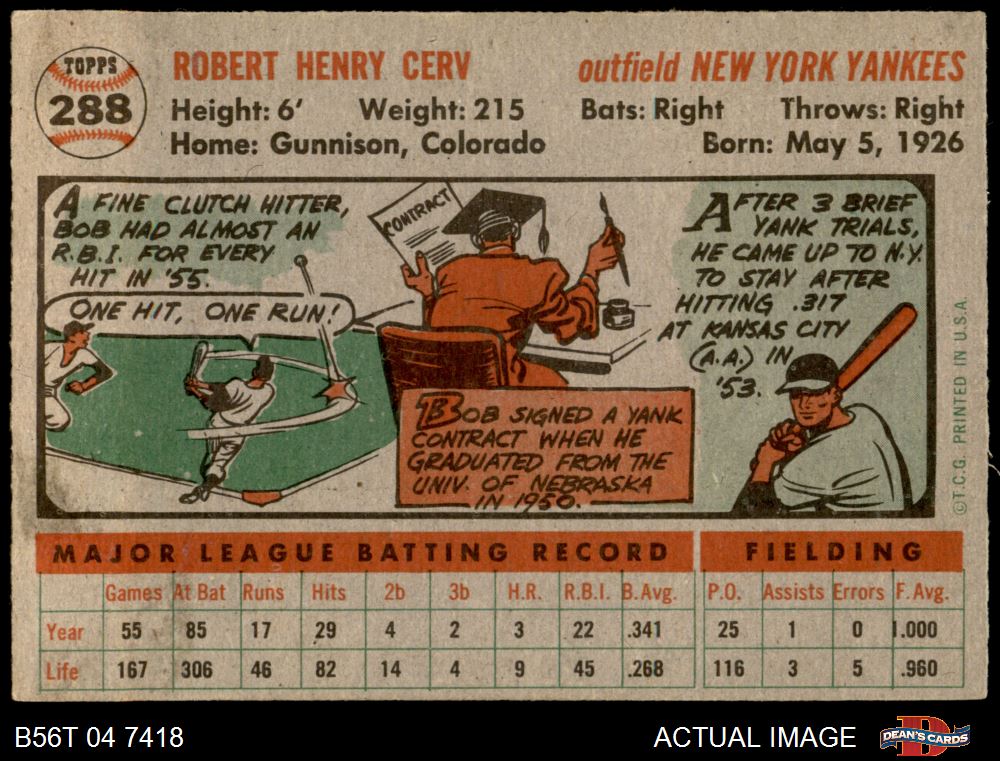 TOPPS
288
ROBERT HENRY CERV
outfield NEW YORK YANKEES
Height: 6' Weight: 215 Bats: Right Throws: Right
Home: Gunnison, Colorado Born: May 5, 1926
A FINE CLUTCH HITTER,
BOB HAD ALMOST AN
R.B.I. FOR EVERY
HIT IN '55.
ONE HIT, ONE RUN!
CONTRACT
BOB SIGNED A YANK
CONTRACT WHEN HE
GRADUATED FROM THE
UNIV. OF NEBRASKA
IN 1950.
AFTER 3 BRIEF
YANK TRIALS,
HE CAME UP TO N.Y.
TO STAY AFTER
HITTING .317
AT KANSAS CITY
(A.A.) IN
'53.
© T.C.G. PRINTED IN U.S.A.
MAJOR LEAGUE BATTING RECORD FIELDING
Games At Bat Runs Hits 2b 3b H.R. R.B.I. B.Avg. P.O. Assists Errors F. Avg.
Year 55 85 17 29 4 2 3 22 .341 25 1 0 1.000
Life 167 306 46 82 14 4 9 45 .268 116 3 5 .960
B56T 04 7418 ACTUAL IMAGE
DEAN'S CARDS